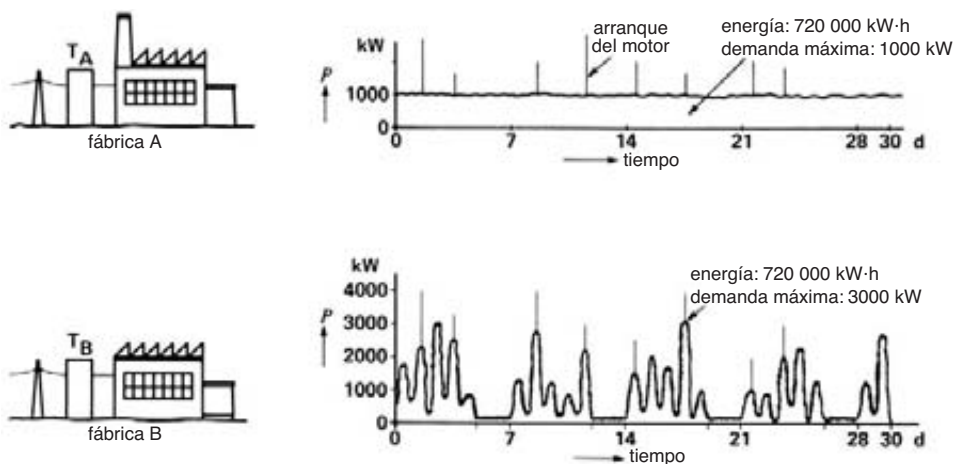 T_A
fábrica A
kW
P
1000
0
arranque
del motor
energía: 720 000 kW·h
demanda máxima: 1000 kW
0 7 14 21 28 30 d
tiempo
T_B
fábrica B
kW
P
4000
3000
2000
1000
0
energía: 720 000 kW·h
demanda máxima: 3000 kW
0 7 14 21 28 30 d
tiempo